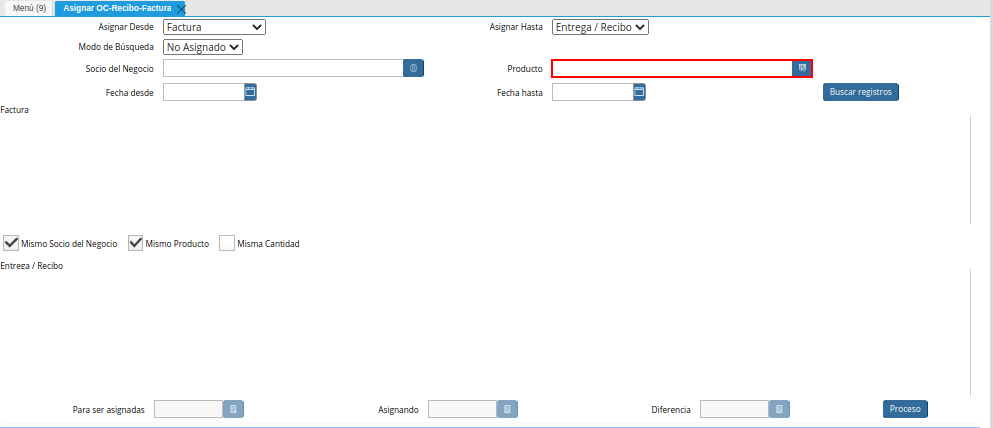 Menú (9) Asignar OC-Recibo-Factura
Asignar Desde Factura Asignar Hasta Entrega / Recibo
Modo de Búsqueda No Asignado
Socio del Negocio Producto
Fecha desde Fecha hasta Buscar registros
Factura
Mismo Socio del Negocio Mismo Producto Misma Cantidad
Entrega / Recibo
Para ser asignadas Asignando Diferencia Proceso